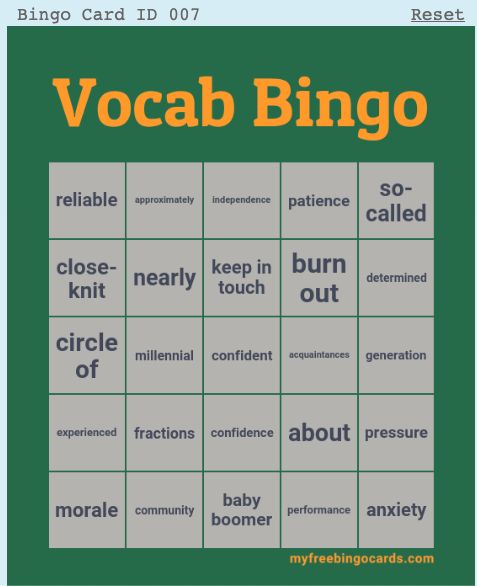 Bingo Card ID 007
Reset
Vocab Bingo
reliable
approximately
independence
patience
so-
called
close-
knit
nearly
keep in
touch
burn
out
determined
circle
of
millennial
confident
acquaintances
generation
experienced
fractions
confidence
about
pressure
morale
community
baby
boomer
performance
anxiety
myfreebingocards.com